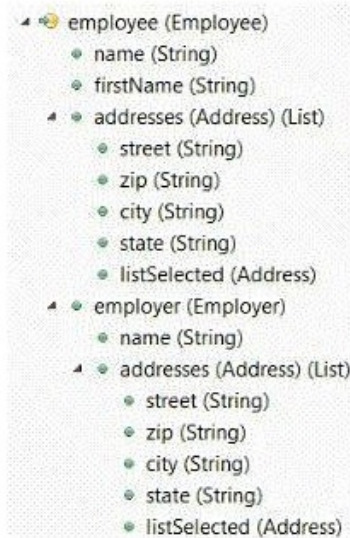 employee (Employee)
name (String)
firstName (String)
addresses (Address) (List)
street (String)
zip (String)
city (String)
state (String)
listSelected (Address)
employer (Employer)
name (String)
addresses (Address) (List)
street (String)
zip (String)
city (String)
state (String)
listSelected (Address)